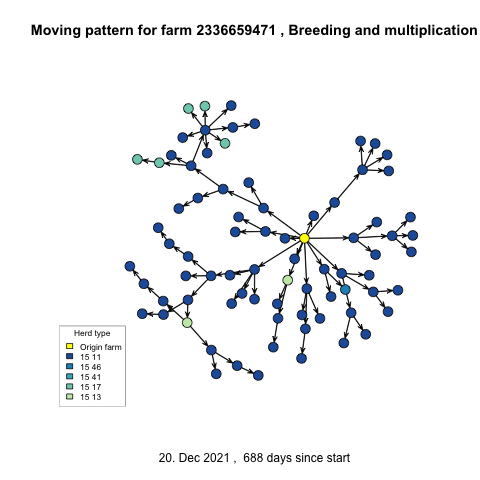 Moving pattern for farm 2336659471 , Breeding and multiplication
Herd type
Origin farm
15 11
15 46
15 41
15 17
15 13
20. Dec 2021 , 688 days since start